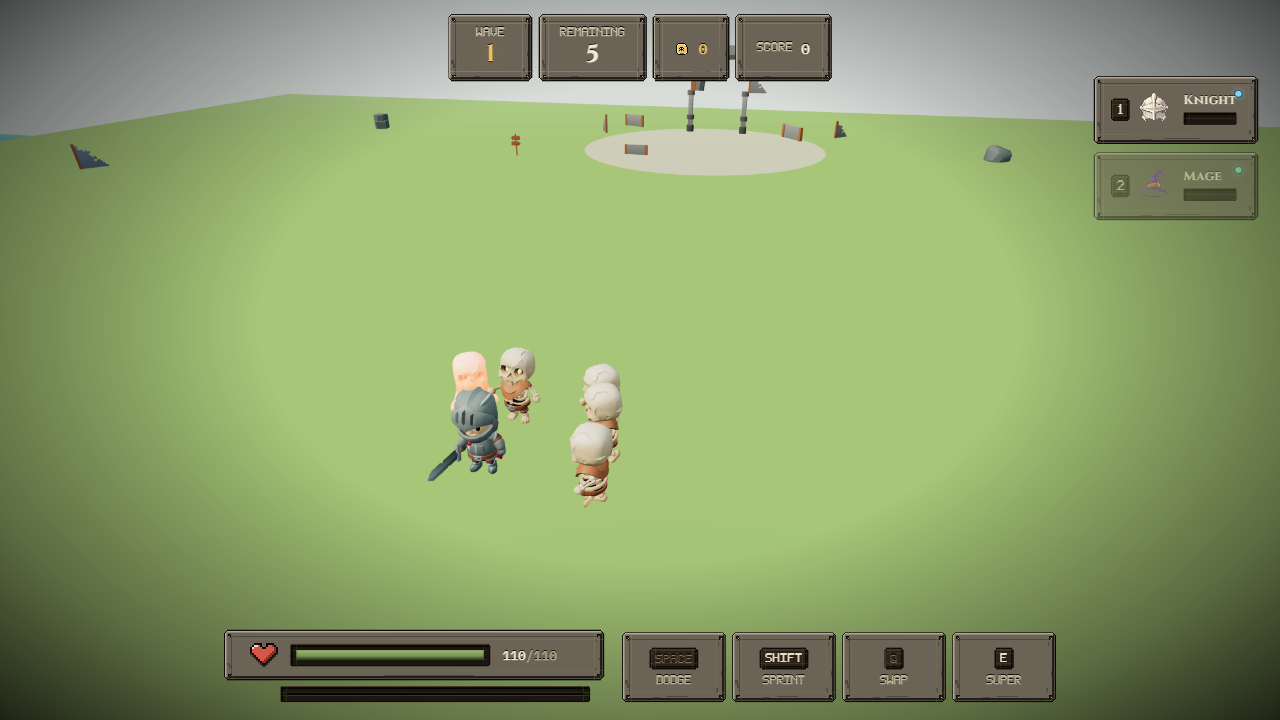 WAVE
1
REMAINING
5
0
SCORE 0
1
KNIGHT
2
MAGE
110/110
SPACE
DODGE
SHIFT
SPRINT
Q
SWAP
E
SUPER